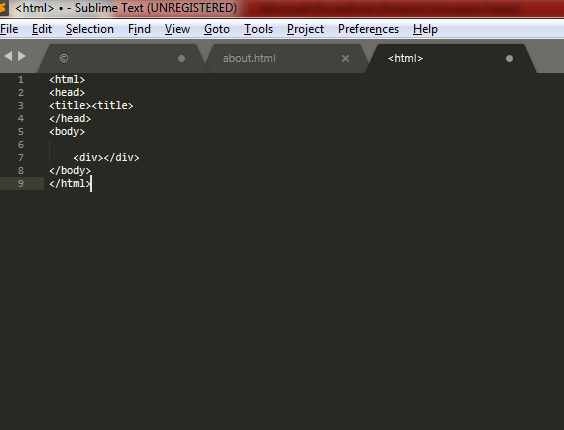 <html> • - Sublime Text (UNREGISTERED)
File Edit Selection Find View Goto Tools Project Preferences Help
© about.html <html>
1 <html>
2 <head>
3 <title><title>
4 </head>
5 <body>
6
7 <div></div>
8 </body>
9 </html>